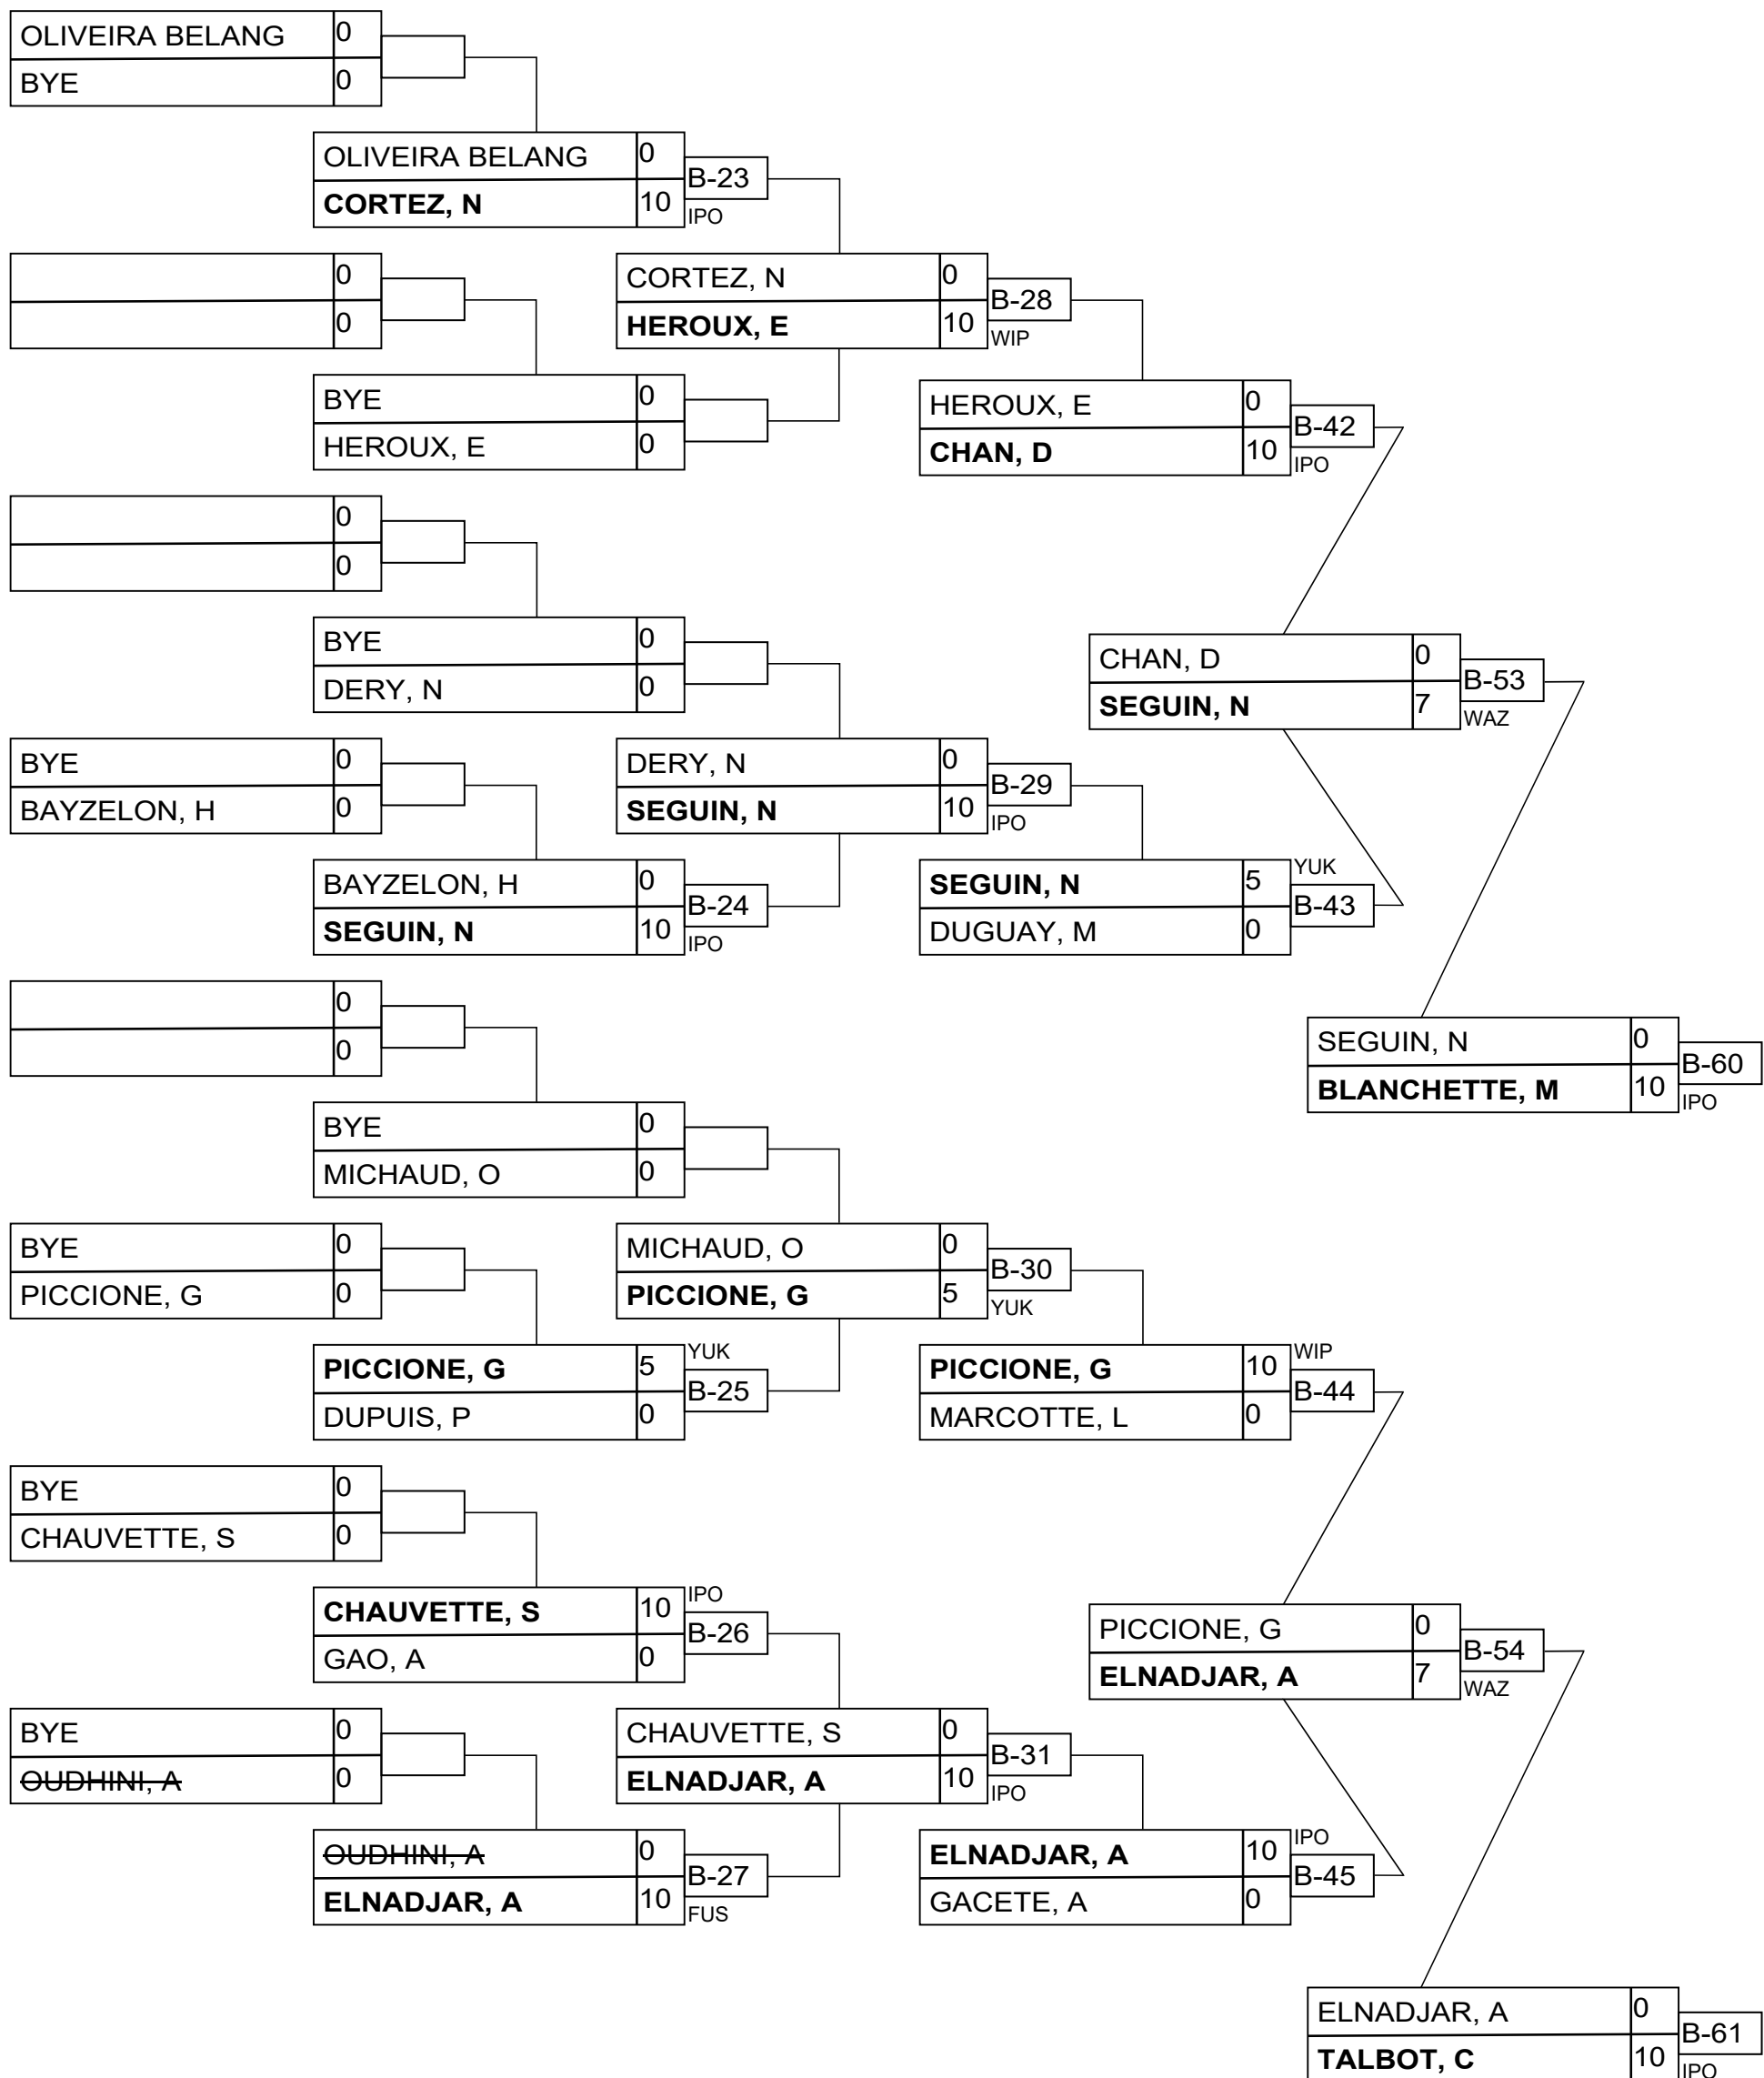 OLIVEIRA BELANG 0
BYE 0
OLIVEIRA BELANG 0
B-23
CORTEZ, N 10
IPO
0
0
CORTEZ, N 0
B-28
HEROUX, E 10
WIP
BYE 0
HEROUX, E 0
HEROUX, E 0
B-42
CHAN, D 10
IPO
0
0
BYE 0
DERY, N 0
CHAN, D 0
B-53
SEGUIN, N 7
WAZ
BYE 0
BAYZELON, H 0
DERY, N 0
B-29
SEGUIN, N 10
IPO
BAYZELON, H 0
B-24
SEGUIN, N 10
IPO
YUK
SEGUIN, N 5
B-43
DUGUAY, M 0
0
0
SEGUIN, N 0
B-60
BLANCHETTE, M 10
IPO
BYE 0
MICHAUD, O 0
BYE 0
PICCIONE, G 0
MICHAUD, O 0
B-30
PICCIONE, G 5
YUK
YUK
PICCIONE, G 5
B-25
DUPUIS, P 0
WIP
PICCIONE, G 10
B-44
MARCOTTE, L 0
BYE 0
CHAUVETTE, S 0
IPO
CHAUVETTE, S 10
B-26
GAO, A 0
PICCIONE, G 0
B-54
ELNADJAR, A 7
WAZ
BYE 0
OUDHINI, A 0
CHAUVETTE, S 0
B-31
ELNADJAR, A 10
IPO
OUDHINI, A 0
B-27
ELNADJAR, A 10
FUS
IPO
ELNADJAR, A 10
B-45
GACETE, A 0
ELNADJAR, A 0
B-61
TALBOT, C 10
IPO